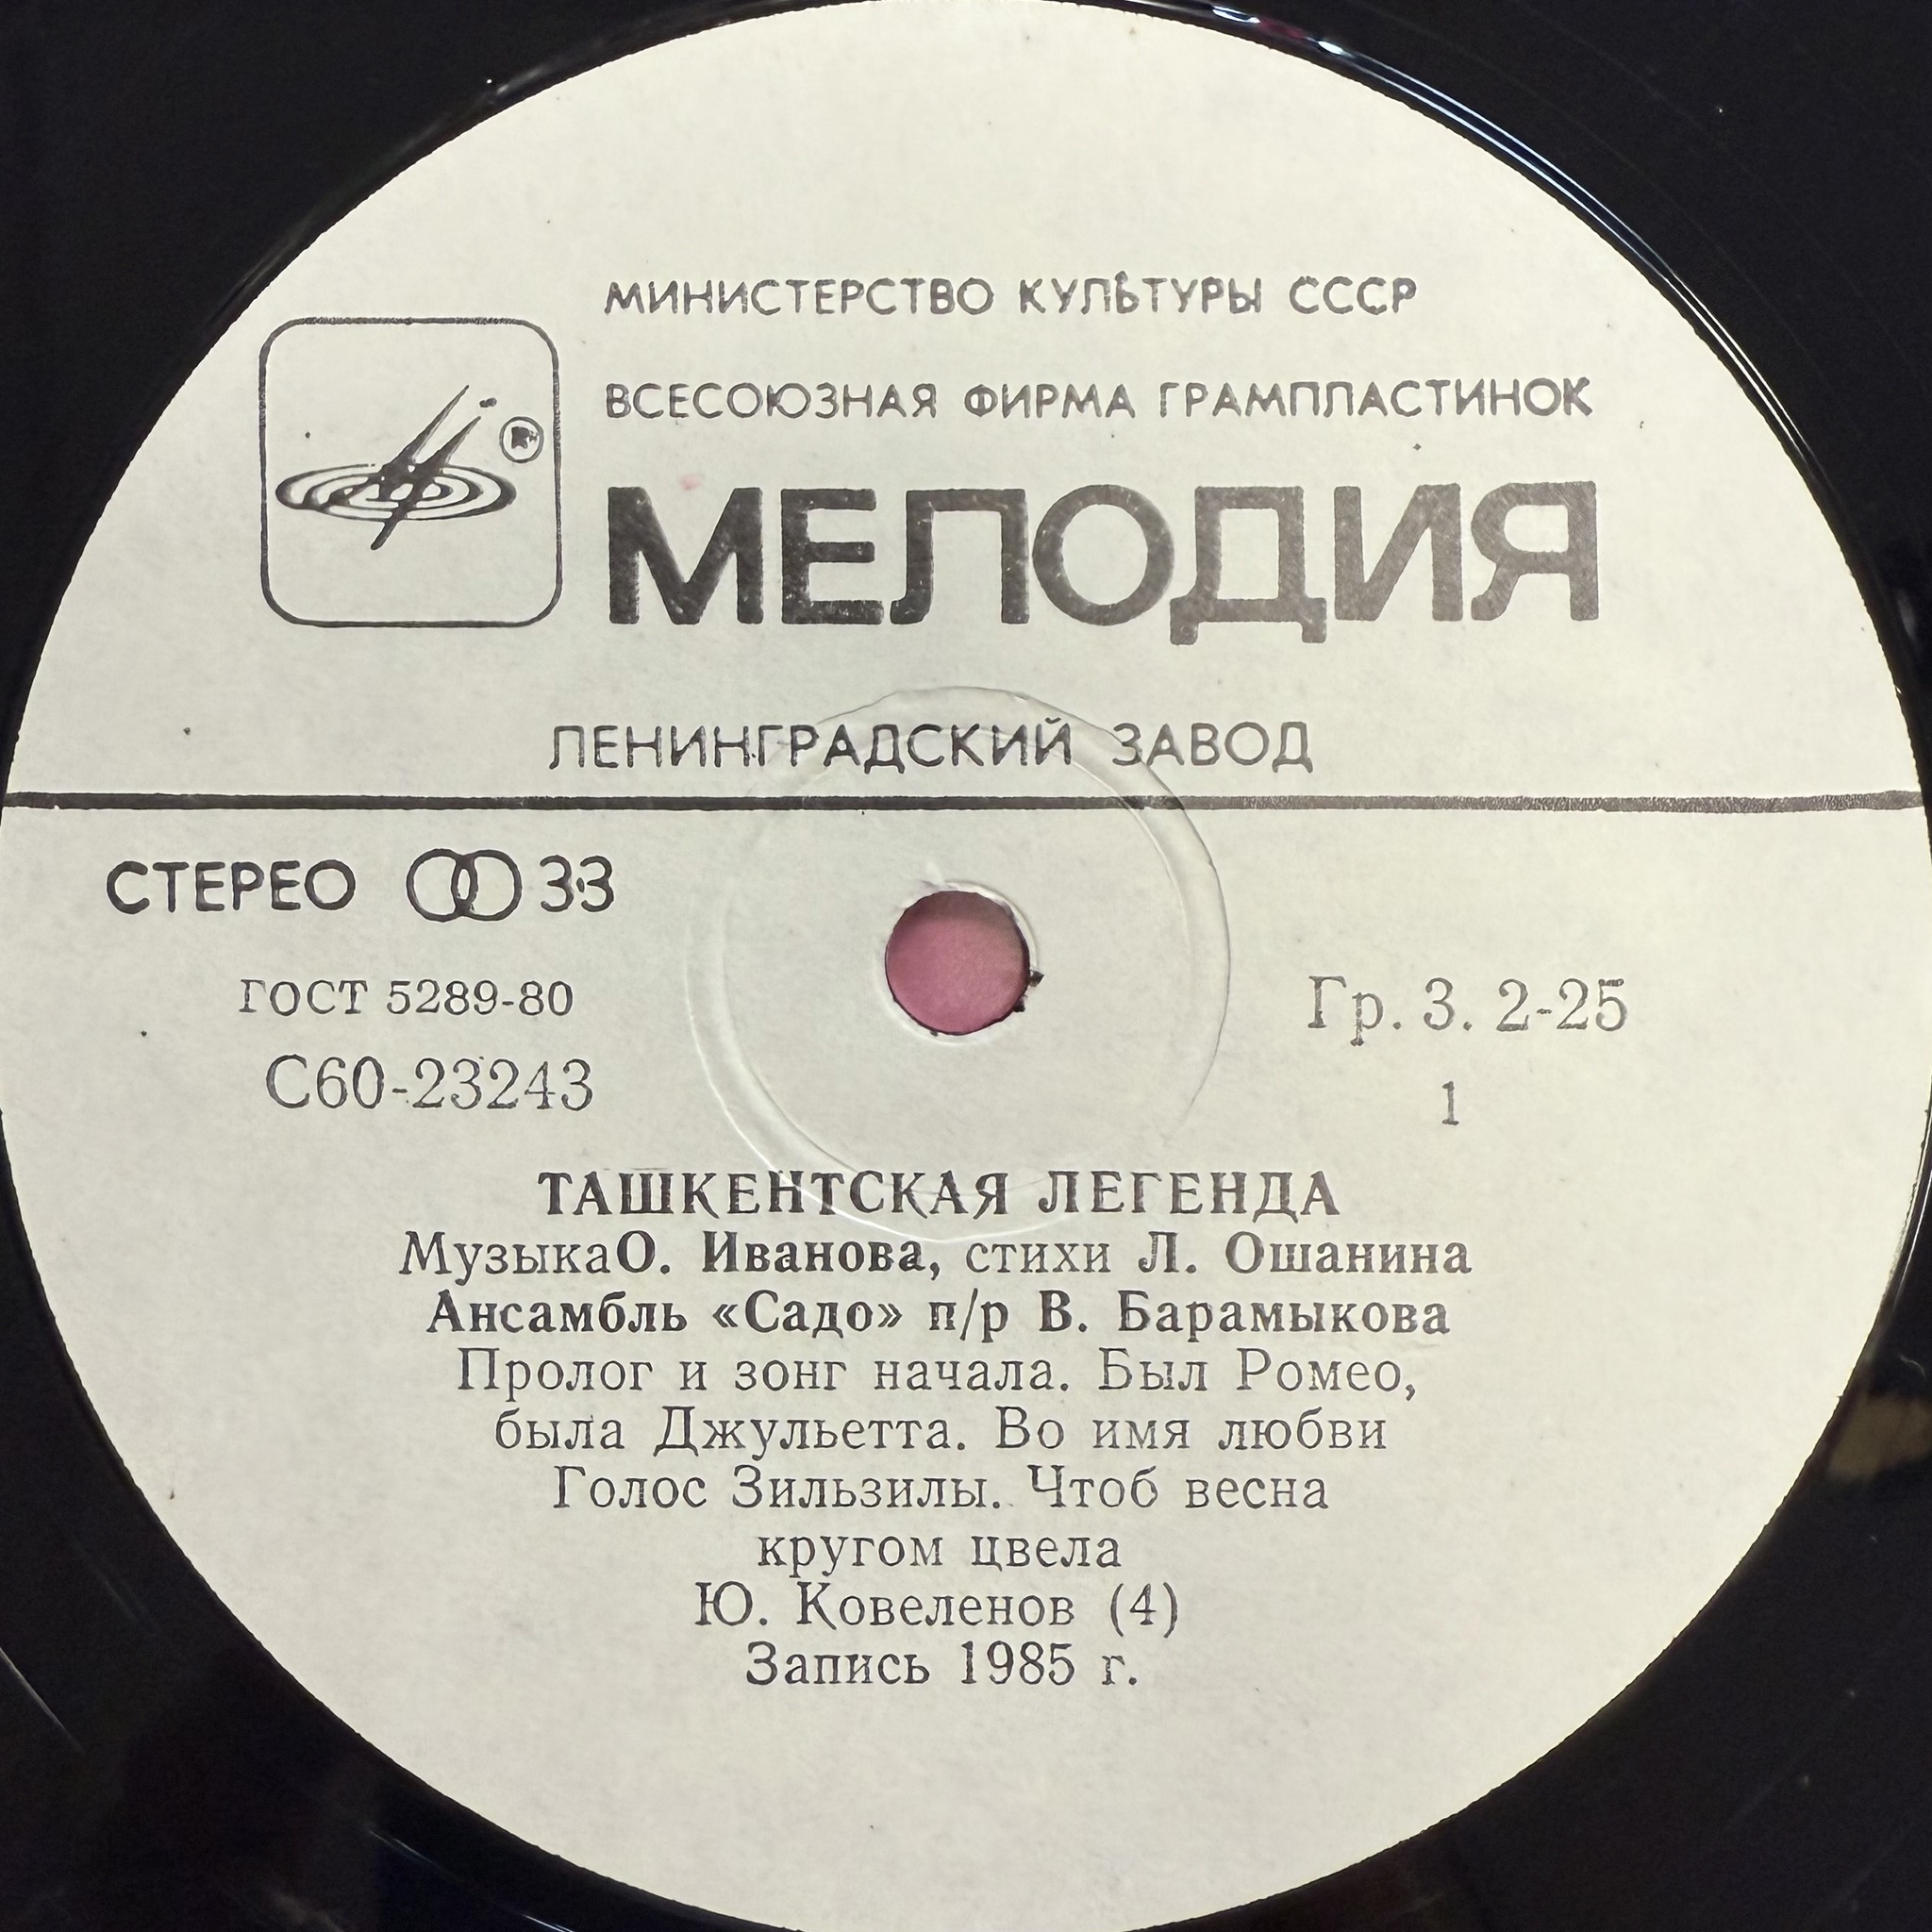 МИНИСТЕРСТВО КУЛЬТУРЫ СССР
ВСЕСОЮЗНАЯ ФИРМА ГРАМПЛАСТИНОК
МЕЛОДИЯ
ЛЕНИНГРАДСКИЙ ЗАВОД
СТЕРЕО 33
ГОСТ 5289-80
Гр. 3. 2-25
С60-23243
1
ТАШКЕНТСКАЯ ЛЕГЕНДА
МузыкаО. Иванова, стихи Л. Ошанина
Ансамбль «Садо» п/р В. Барамыкова
Пролог и зонг начала. Был Ромео,
была Джульетта. Во имя любви
Голос Зильзилы. Чтоб весна
кругом цвела
Ю. Ковеленов (4)
Запись 1985 г.